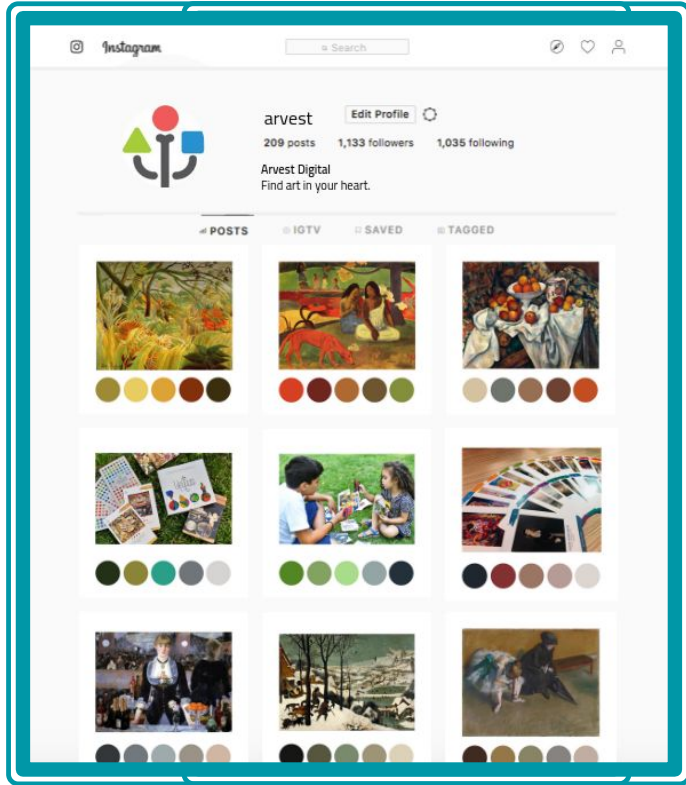 Instagram
Search
arvest Edit Profile
209 posts 1,133 followers 1,035 following
Arvest Digital
Find art in your heart.
POSTS IGTV SAVED TAGGED